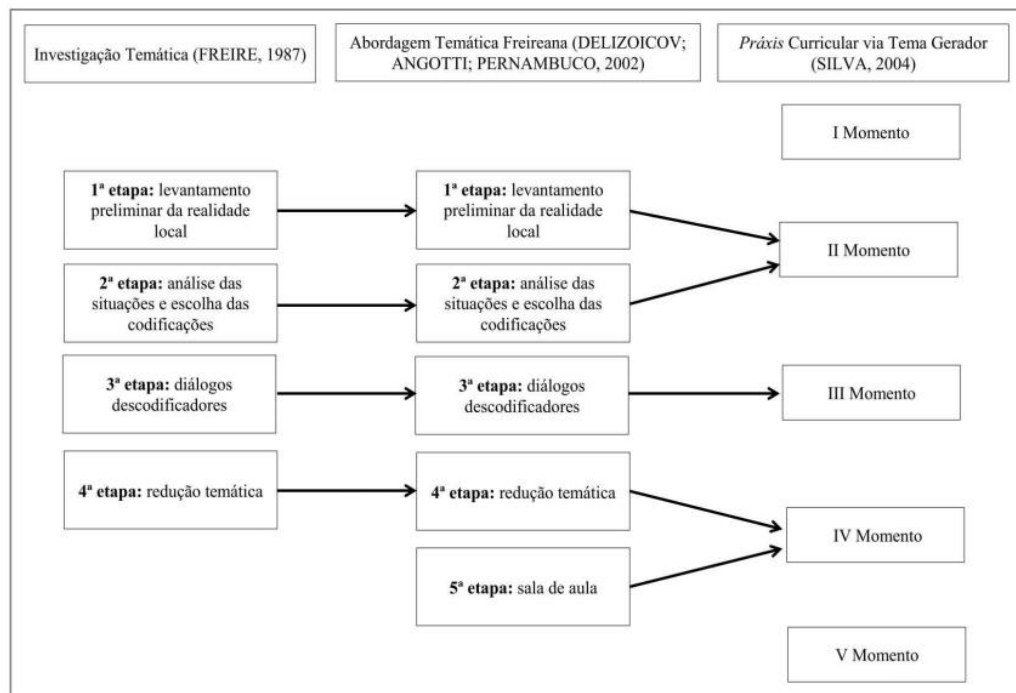 Investigação Temática (FREIRE, 1987)
Abordagem Temática Freireana (DELIZOICOV;
ANGOTTI; PERNAMBUCO, 2002)
Práxis Curricular via Tema Gerador
(SILVA, 2004)
I Momento
1ª etapa: levantamento
preliminar da realidade
local
1ª etapa: levantamento
preliminar da realidade
local
II Momento
2ª etapa: análise das
situações e escolha das
codificações
2ª etapa: análise das
situações e escolha das
codificações
3ª etapa: diálogos
descodificadores
3ª etapa: diálogos
descodificadores
III Momento
4ª etapa: redução temática
4ª etapa: redução temática
IV Momento
5ª etapa: sala de aula
V Momento